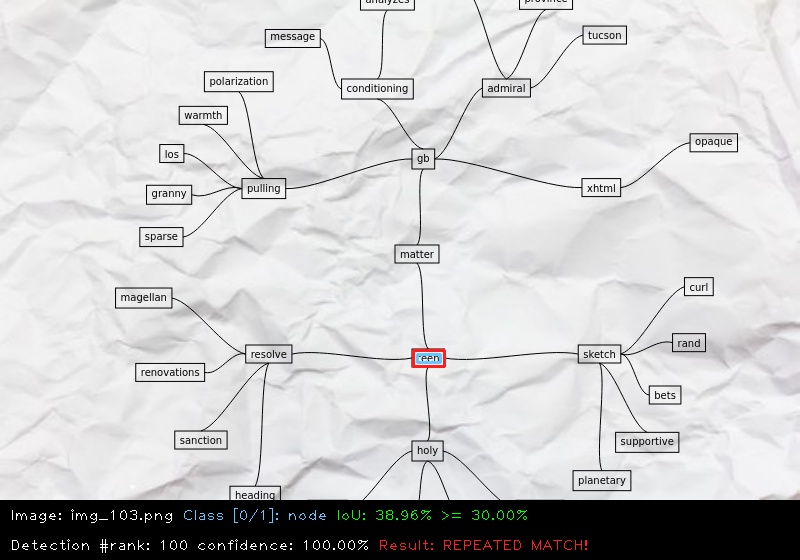 analyzes
province
message
tucson
polarization
conditioning
admiral
warmth
los
gb
opaque
granny
pulling
xhtml
sparse
matter
curl
magellan
rand
resolve
sketch
renovations
bets
sanction
supportive
holy
planetary
heading
Image: img_103.png Class [0/1]: node IoU: 38.96% >= 30.00%
Detection #rank: 100 confidence: 100.00% Result: REPEATED MATCH!